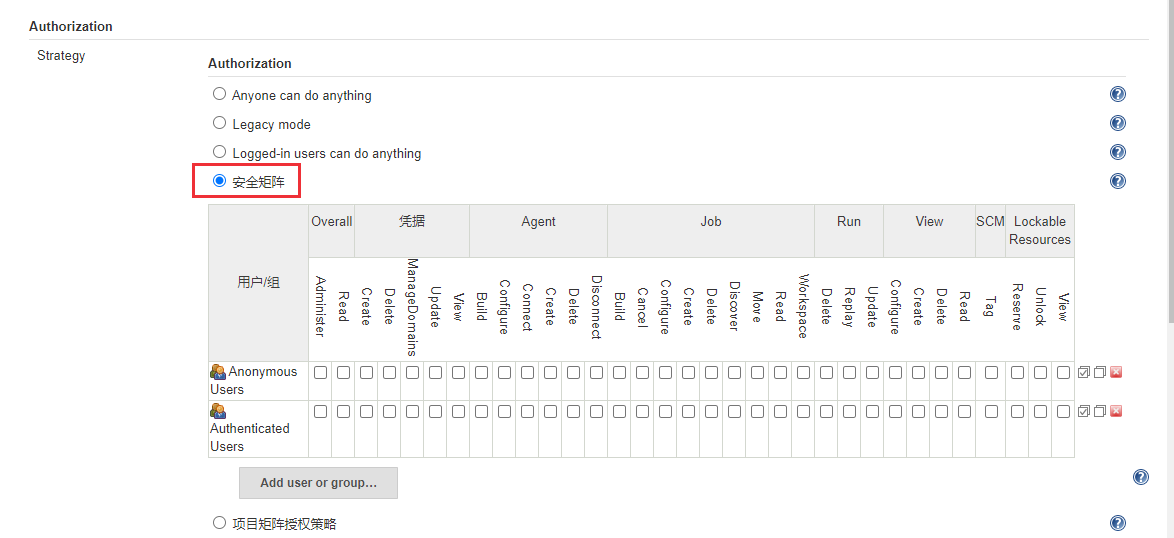 Authorization
Strategy
Authorization
Anyone can do anything
Legacy mode
Logged-in users can do anything
安全矩阵
用户/组
Overall 凭据 Agent Job Run View SCM Lockable
Resources
Administer Read Create Delete ManageDomains Update View Build Configure Connect Create Delete Disconnect Build Cancel Configure Create Delete Discover Move Read Workspace Delete Replay Update Configure Create Delete Read Tag Reserve Unlock View
Anonymous
Users
Authenticated
Users
Add user or group…
项目矩阵授权策略